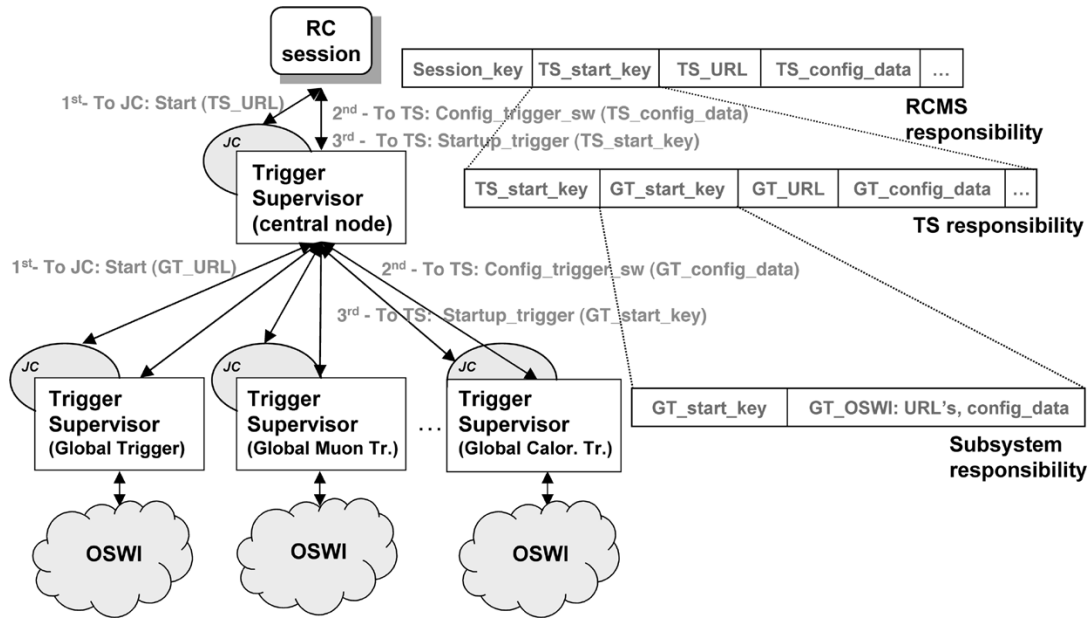 RC
session
Session_key TS_start_key TS_URL TS_config_data ...
RCMS
responsibility
1st- To JC: Start (TS_URL)
2nd - To TS: Config_trigger_sw (TS_config_data)
3rd - To TS: Startup_trigger (TS_start_key)
JC
Trigger
Supervisor
(central node)
TS_start_key GT_start_key GT_URL GT_config_data ...
TS responsibility
1st- To JC: Start (GT_URL)
2nd - To TS: Config_trigger_sw (GT_config_data)
3rd - To TS: Startup_trigger (GT_start_key)
JC
Trigger
Supervisor
(Global Trigger)
JC
Trigger
Supervisor
(Global Muon Tr.)
...
JC
Trigger
Supervisor
(Global Calor. Tr.)
GT_start_key GT_OSWI: URL's, config_data
Subsystem
responsibility
OSWI
OSWI
OSWI